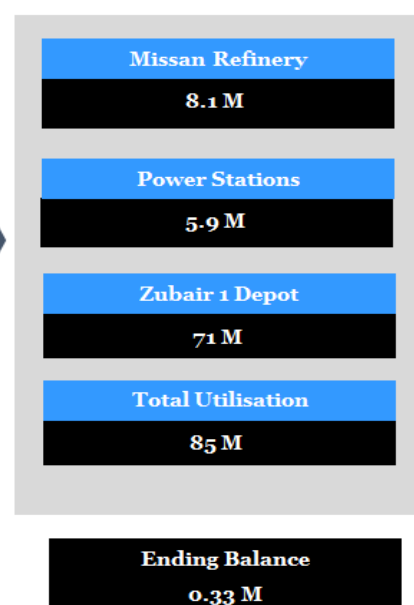 Missan Refinery
8.1 M
Power Stations
5.9 M
Zubair 1 Depot
71 M
Total Utilisation
85 M
Ending Balance
0.33 M